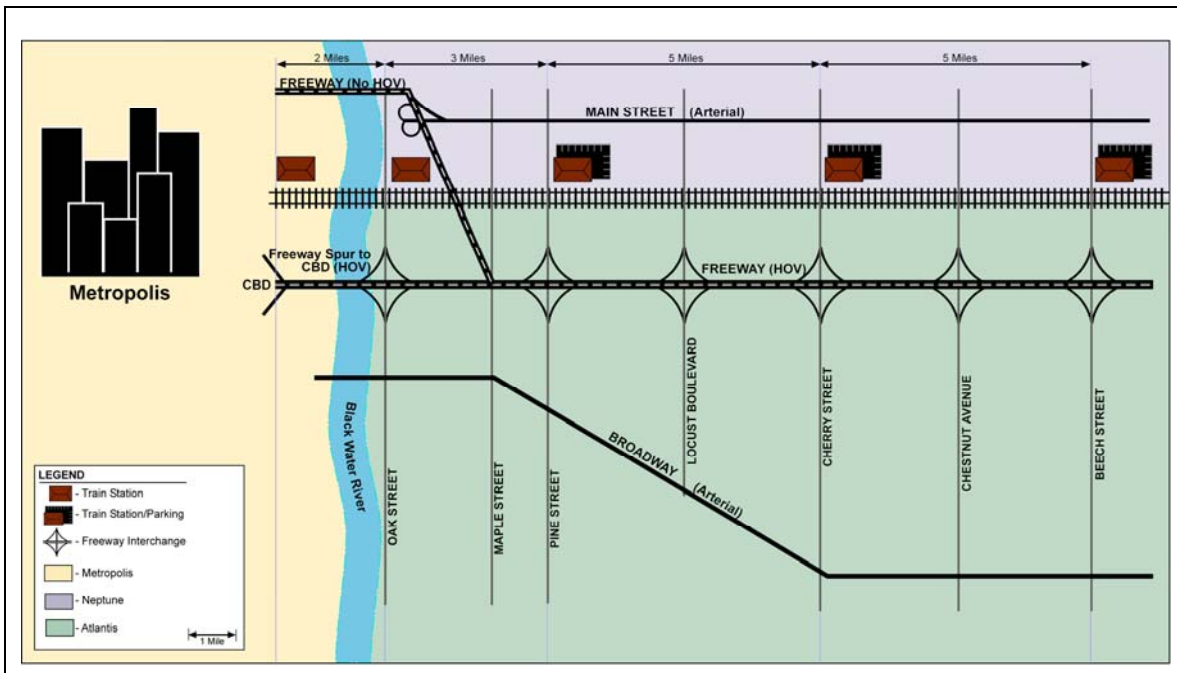 2 Miles
3 Miles
5 Miles
5 Miles
FREEWAY (No HOV)
MAIN STREET (Arterial)
Freeway Spur to
CBD (HOV)
FREEWAY (HOV)
CBD
Metropolis
Black Water River
OAK STREET
MAPLE STREET
PINE STREET
BROADWAY (Arterial)
LOCUST BOULEVARD
CHERRY STREET
CHESTNUT AVENUE
BEECH STREET
LEGEND
- Train Station
- Train Station/Parking
- Freeway Interchange
- Metropolis
- Neptune
- Atlantis
1 Mile